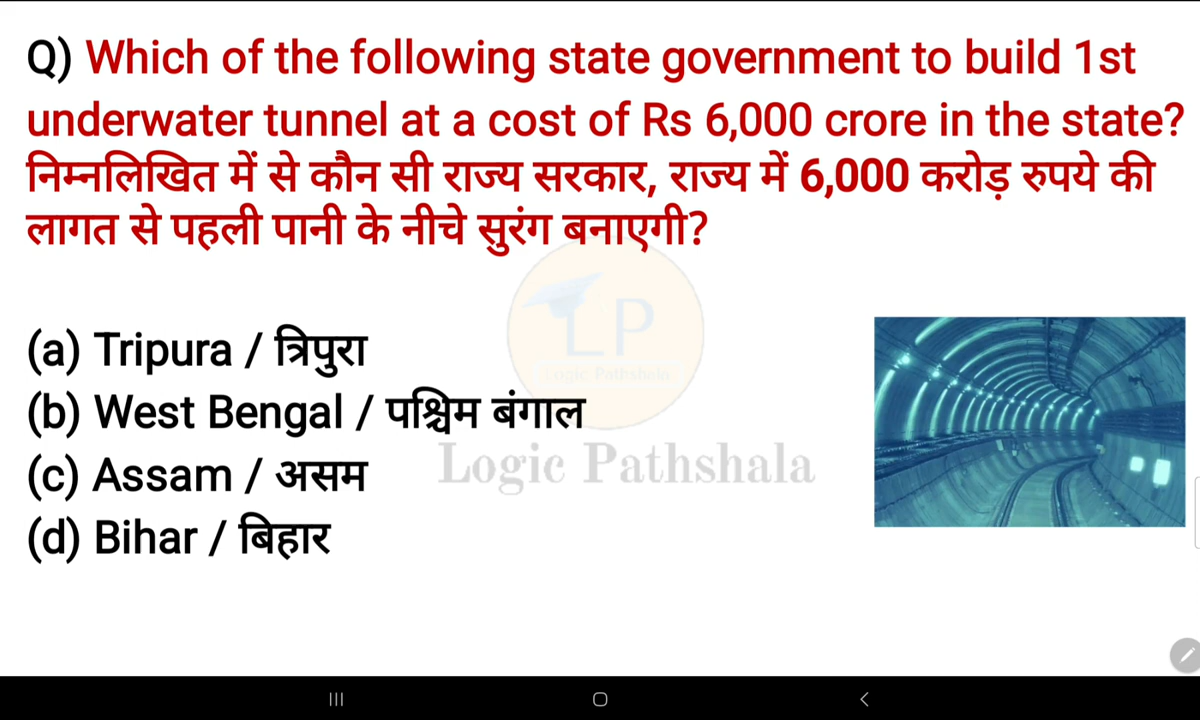 Q) Which of the following state government to build 1st
underwater tunnel at a cost of Rs 6,000 crore in the state?
निम्नलिखित में से कौन सी राज्य सरकार, राज्य में 6,000 करोड़ रुपये की
लागत से पहली पानी के नीचे सुरंग बनाएगी?
LP
Logic Pathshala
(a) Tripura / त्रिपुरा
(b) West Bengal / पश्चिम बंगाल
(c) Assam / असम
(d) Bihar / बिहार
Logic Pathshala